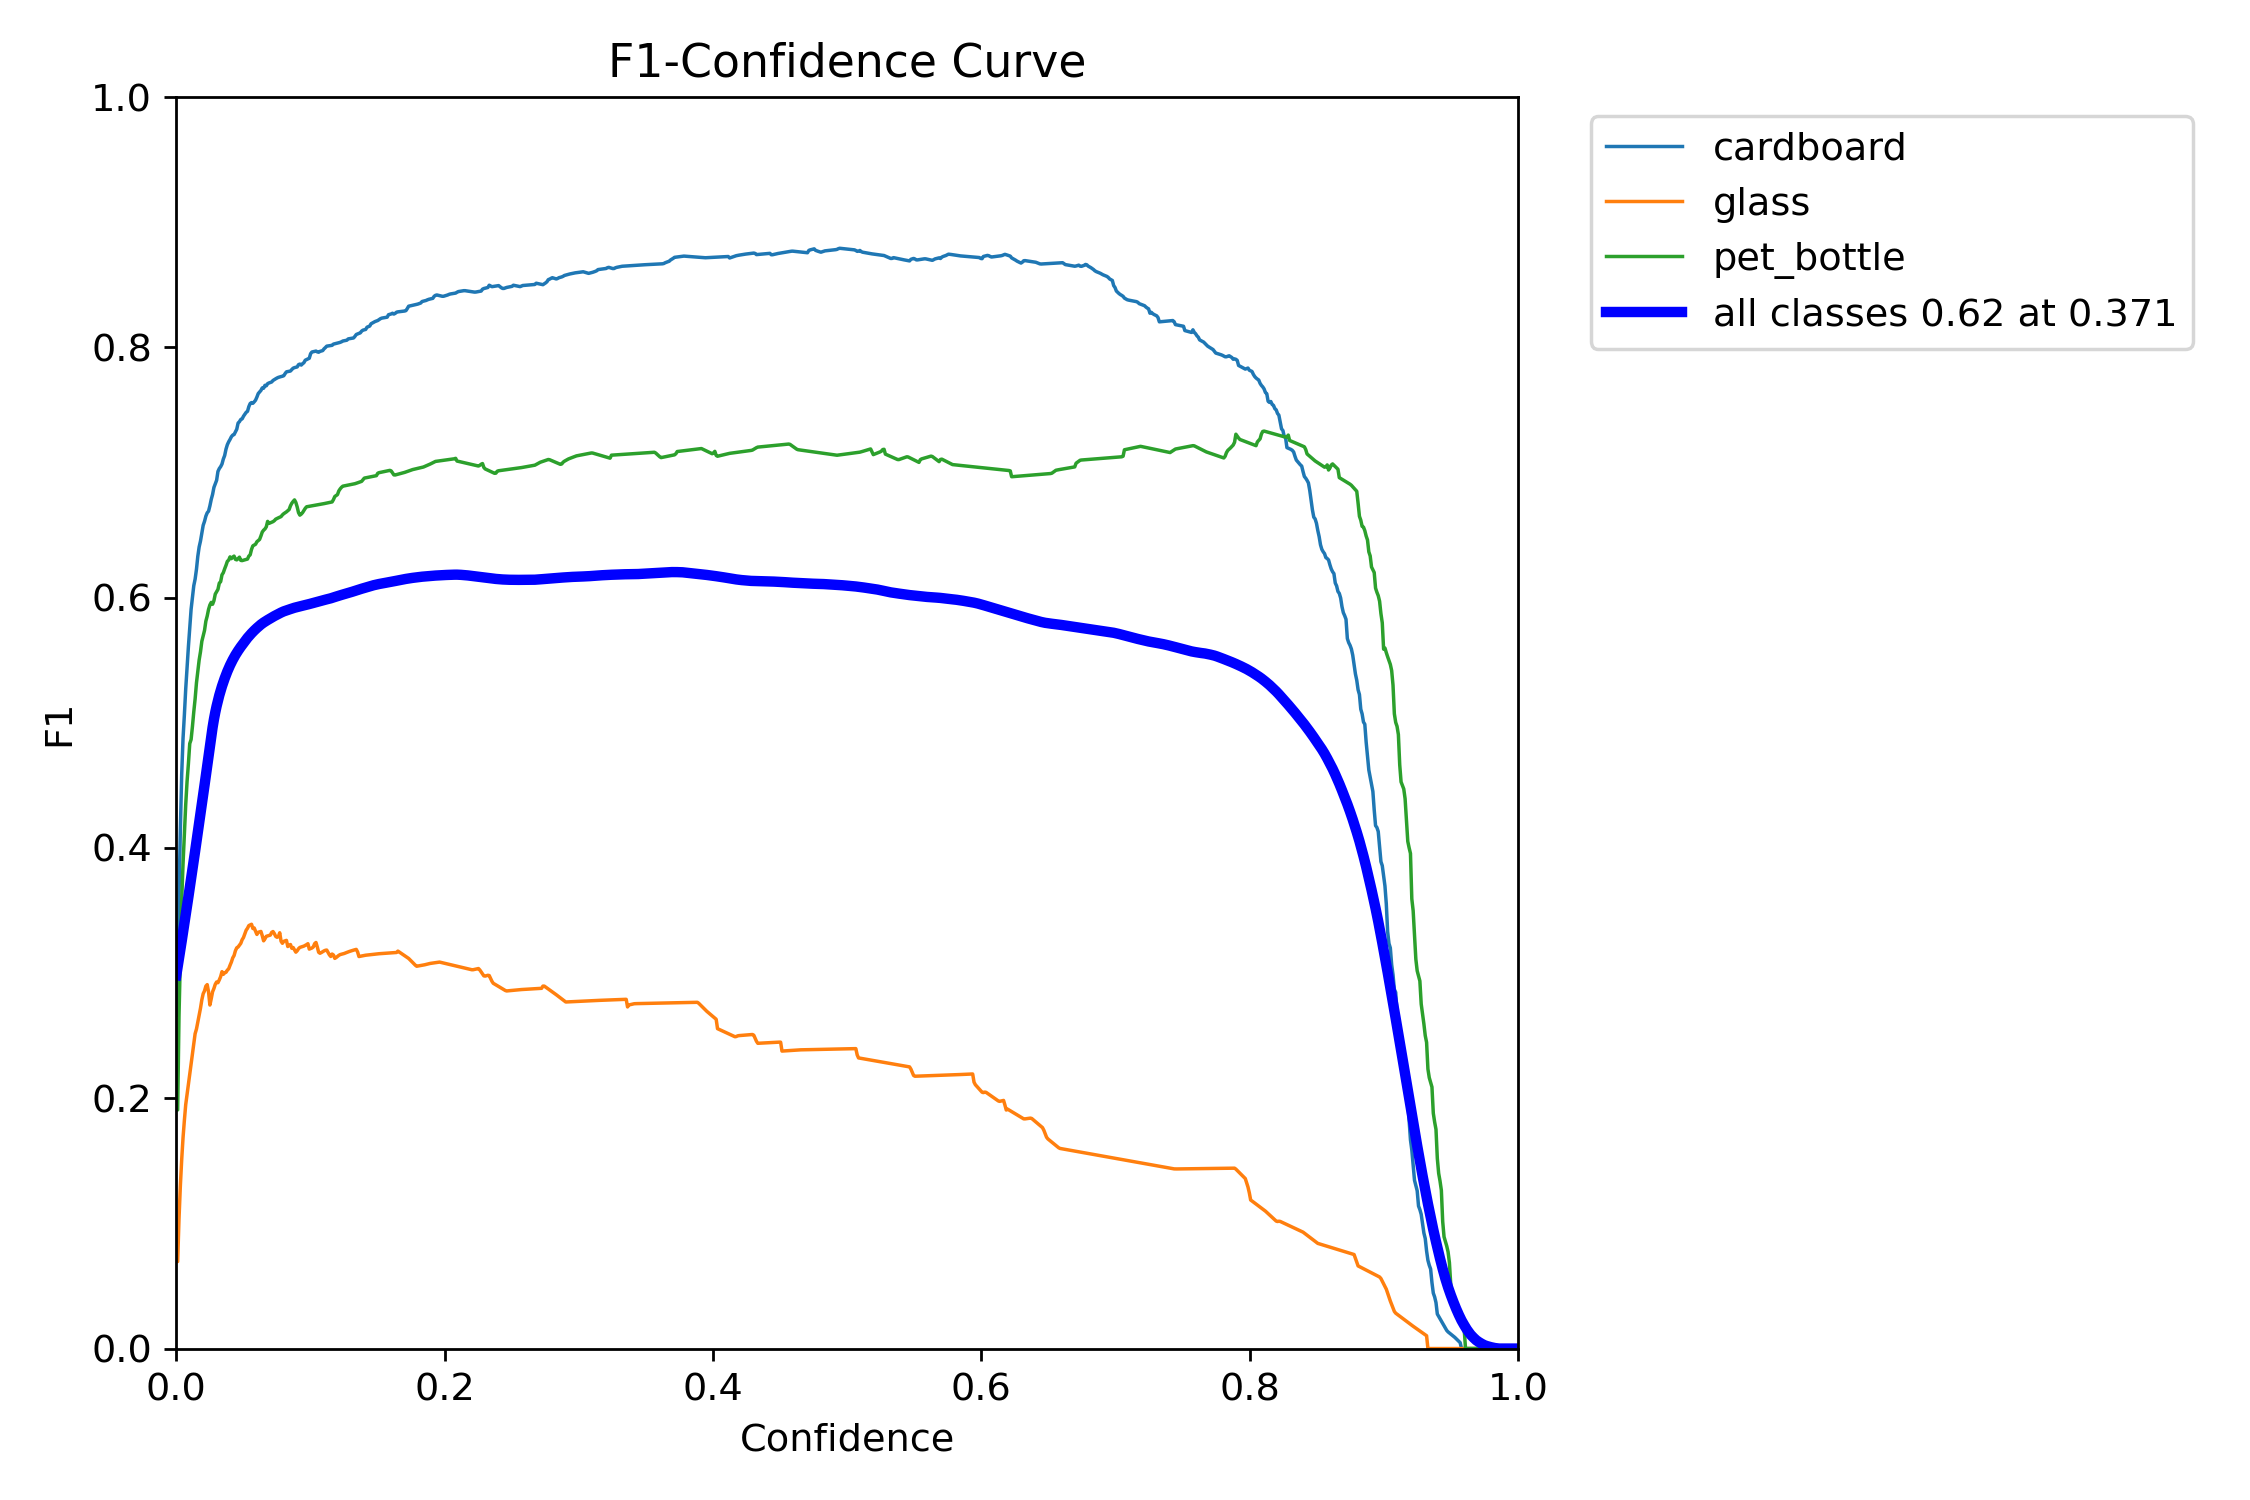 F1-Confidence Curve
1.0
0.8
0.6
0.4
0.2
0.0
F1
0.0 0.2 0.4 0.6 0.8 1.0
Confidence
cardboard
glass
pet_bottle
all classes 0.62 at 0.371